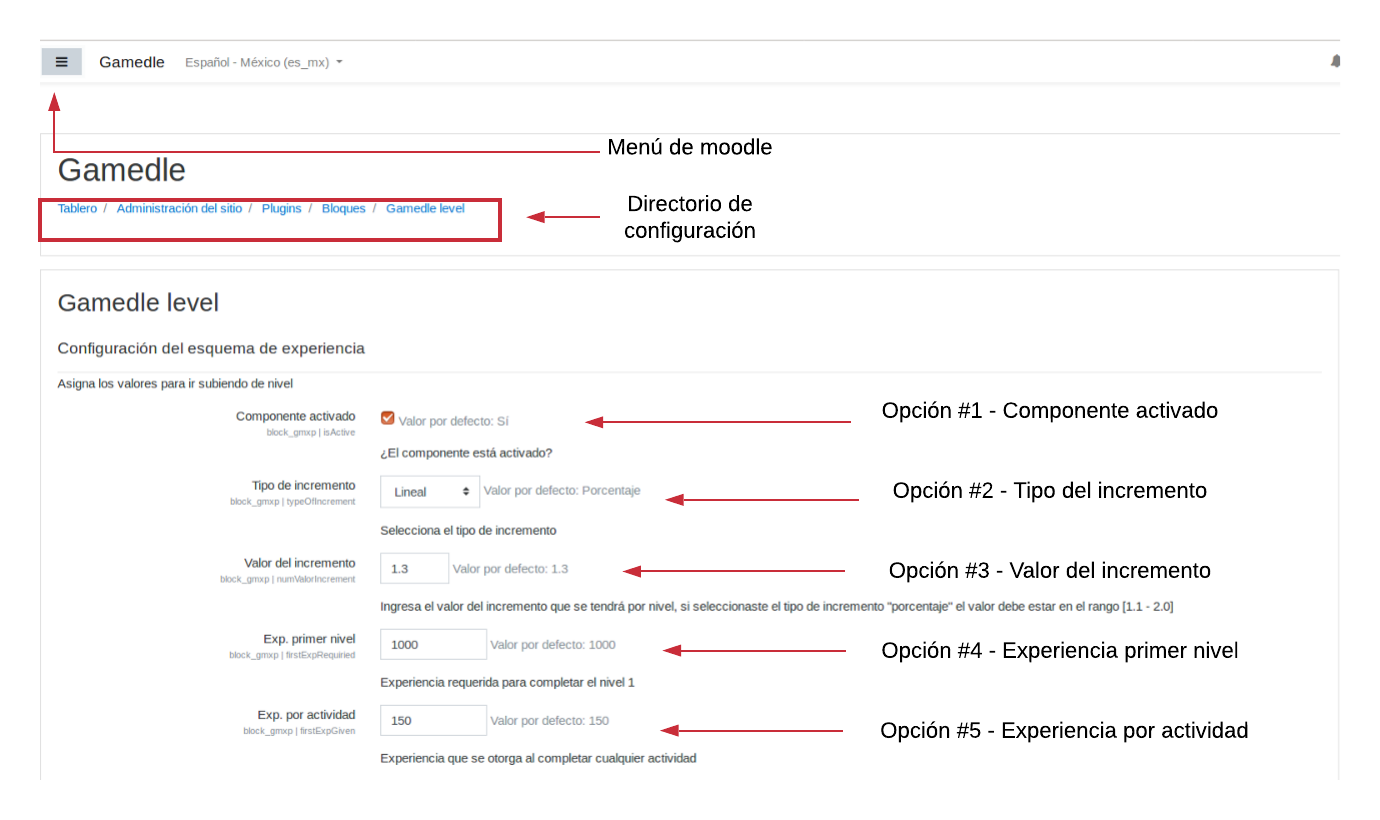 Gamedle Español - México (es_mx)
Menú de moodle
Gamedle
Tablero / Administración del sitio / Plugins / Bloques / Gamedle level
Directorio de
configuración
Gamedle level
Configuración del esquema de experiencia
Asigna los valores para ir subiendo de nivel
Componente activado Valor por defecto: Sí Opción #1 - Componente activado
block_gmxp | isActive
¿El componente está activado?
Tipo de incremento Lineal Valor por defecto: Porcentaje Opción #2 - Tipo del incremento
block_gmxp | typeOfIncrement
Selecciona el tipo de incremento
Valor del incremento 1.3 Valor por defecto: 1.3 Opción #3 - Valor del incremento
block_gmxp | numValorIncrement
Ingresa el valor del incremento que se tendrá por nivel, si seleccionaste el tipo de incremento "porcentaje" el valor debe estar en el rango [1.1 - 2.0]
Exp. primer nivel 1000 Valor por defecto: 1000 Opción #4 - Experiencia primer nivel
block_gmxp | firstExpRequiried
Experiencia requerida para completar el nivel 1
Exp. por actividad 150 Valor por defecto: 150 Opción #5 - Experiencia por actividad
block_gmxp | firstExpGiven
Experiencia que se otorga al completar cualquier actividad